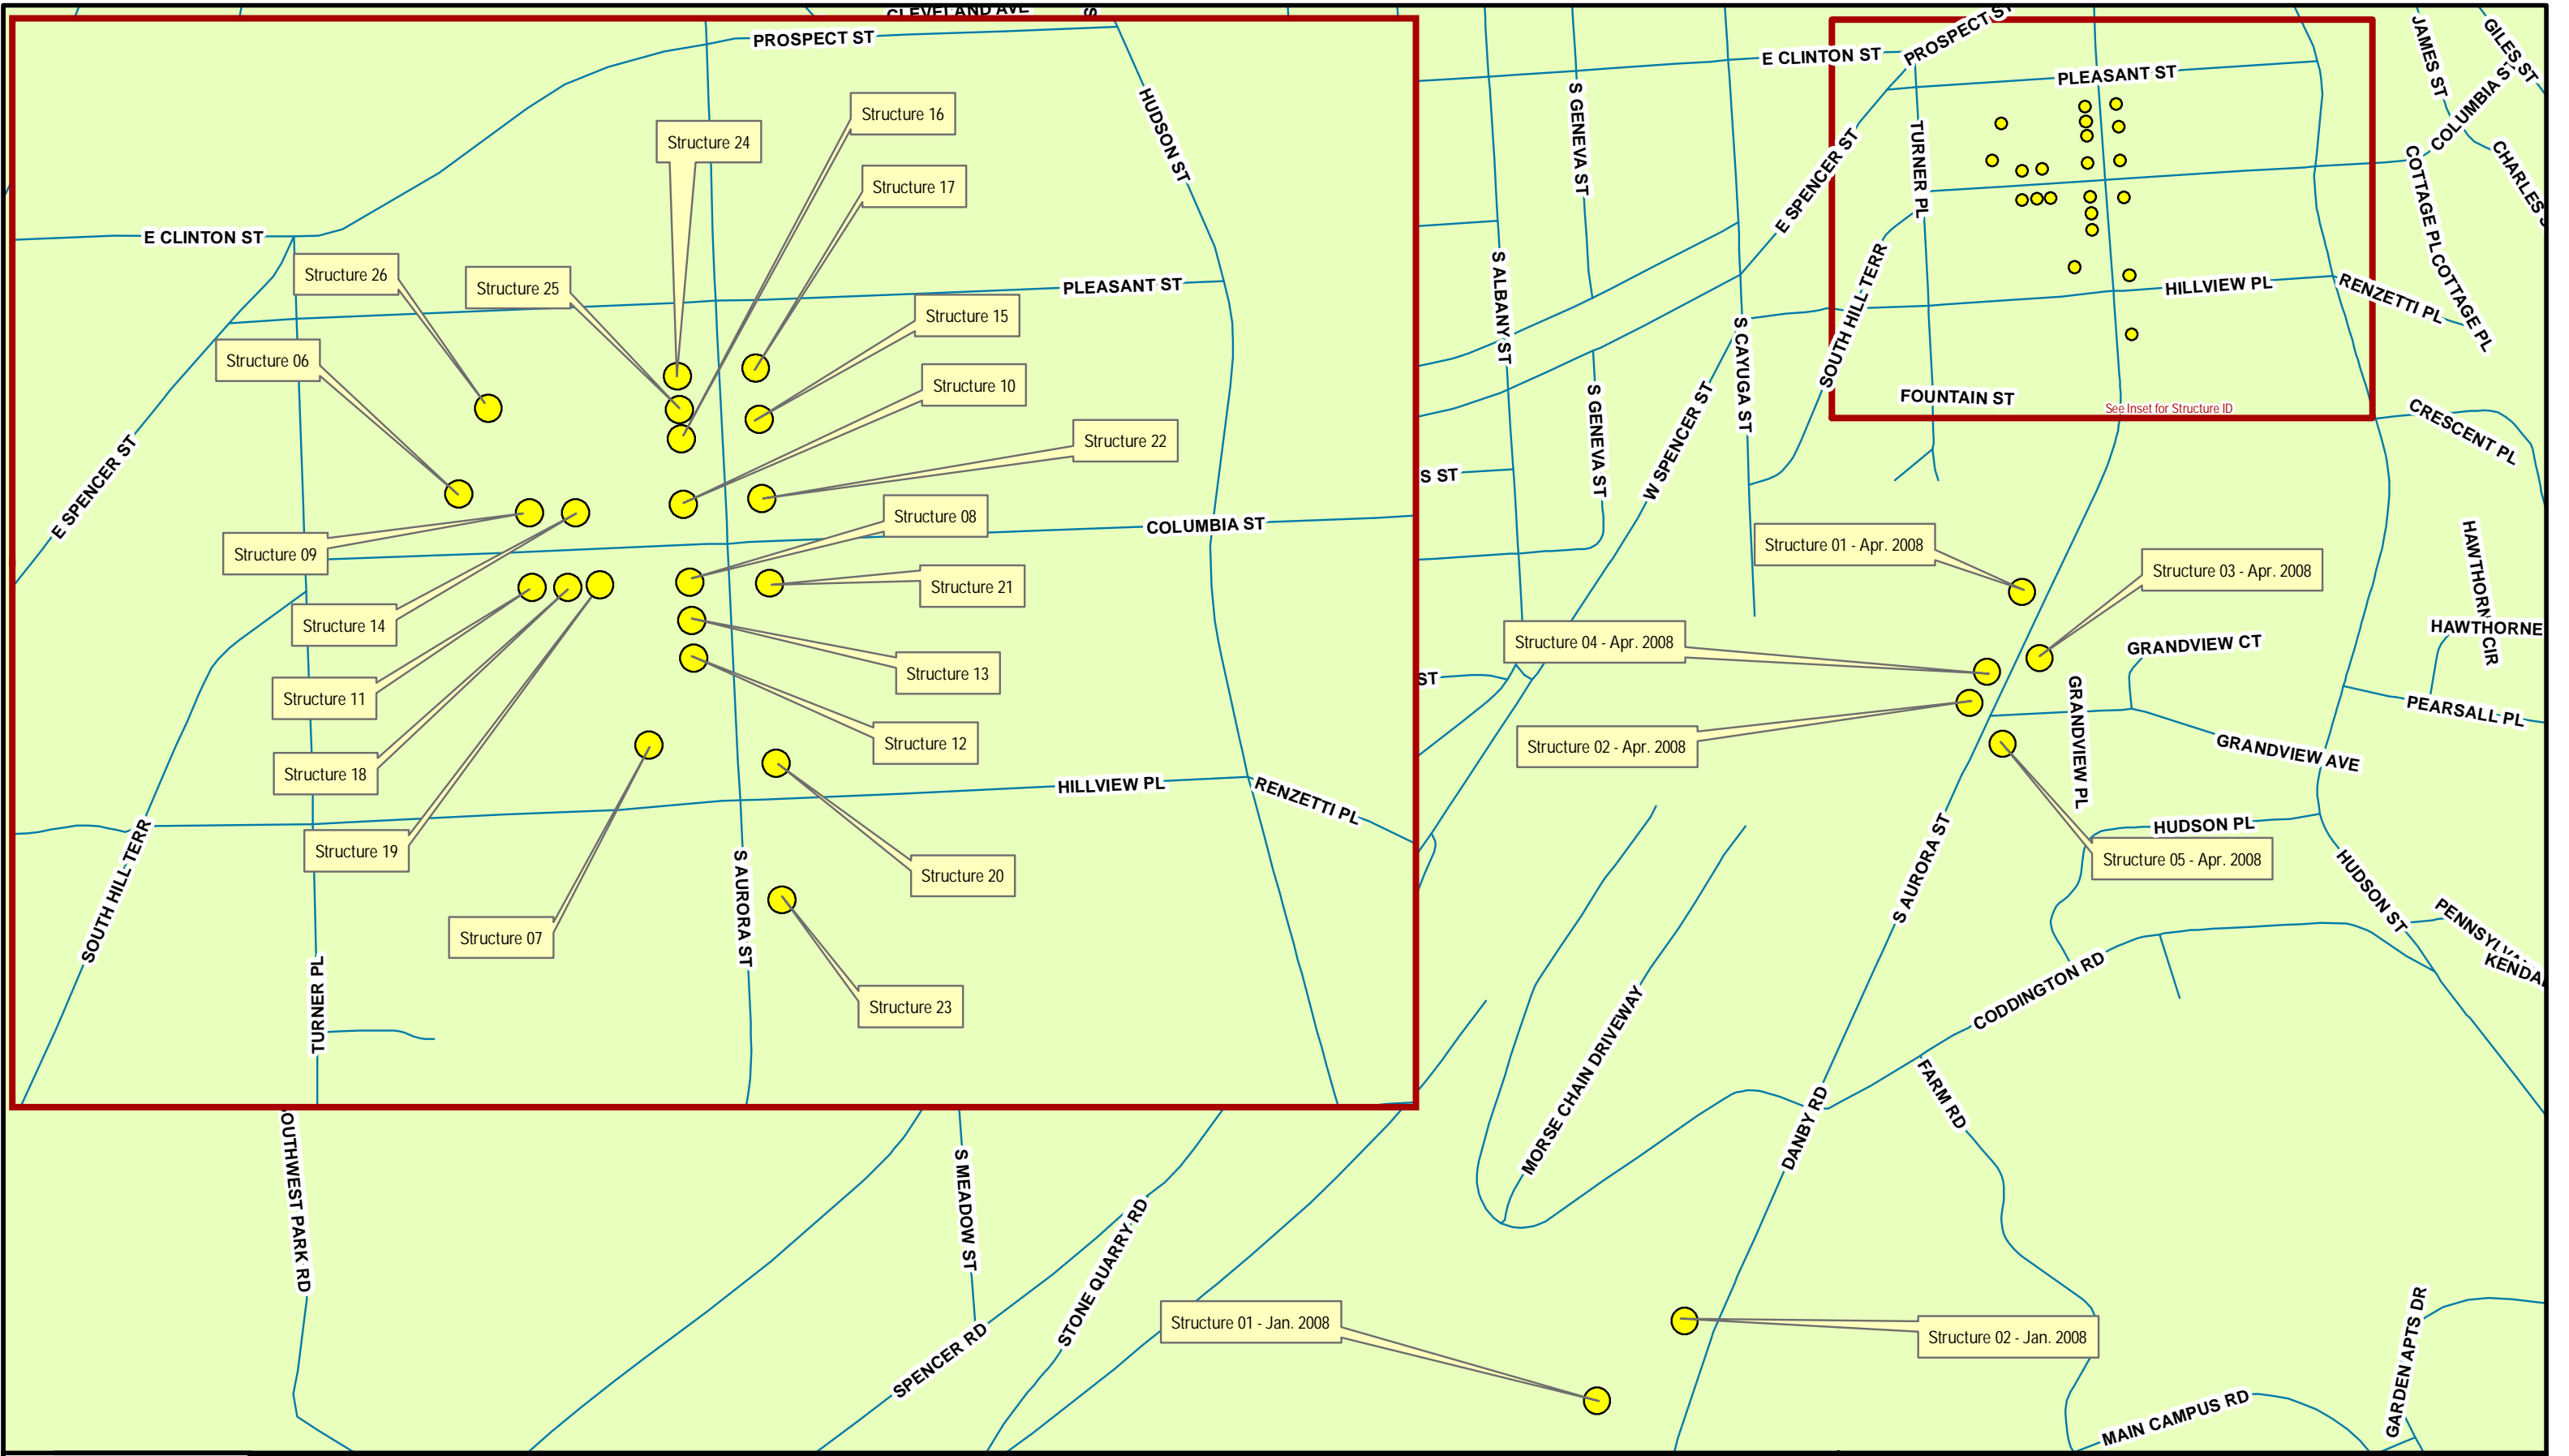 CLEVELAND AVE
S
PROSPECT ST
HUDSON ST
Structure 16
Structure 24
Structure 17
E CLINTON ST
Structure 26
Structure 25
PLEASANT ST
Structure 15
Structure 06
Structure 10
Structure 22
E SPENCER ST
Structure 08
COLUMBIA ST
Structure 09
Structure 21
Structure 14
Structure 13
Structure 11
Structure 12
Structure 18
HILLVIEW PL
RENZETTI PL
Structure 19
SOUTH HILL TERR
Structure 20
S AURORA ST
Structure 07
TURNER PL
Structure 23
E CLINTON ST
PROSPECT ST
PLEASANT ST
JAMES ST
GILES ST
COLUMBIA ST
S GENEVA ST
TURNER PL
E SPENCER ST
COTTAGE PL
COTTAGE PL
CHARLES S
S ALBANY ST
SOUTH HILL TERR
HILLVIEW PL
RENZETTI PL
S CAYUGA ST
S GENEVA ST
W SPENCER ST
FOUNTAIN ST
See Inset for Structure ID
CRESCENT PL
S ST
Structure 01 - Apr. 2008
Structure 03 - Apr. 2008
HAWTHORN CIR
HAWTHORNE
Structure 04 - Apr. 2008
GRANDVIEW CT
ST
GRANDVIEW PL
PEARSALL PL
Structure 02 - Apr. 2008
GRANDVIEW AVE
HUDSON PL
Structure 05 - Apr. 2008
S AURORA ST
HUDSON ST
PENNSYLVA
KENDA
CODDINGTON RD
MORSE CHAIN DRIVEWAY
DANBY RD
FARM RD
OUTHWEST PARK RD
S MEADOW ST
STONE QUARRY RD
SPENCER RD
Structure 01 - Jan. 2008
Structure 02 - Jan. 2008
GARDEN APTS DR
MAIN CAMPUS RD